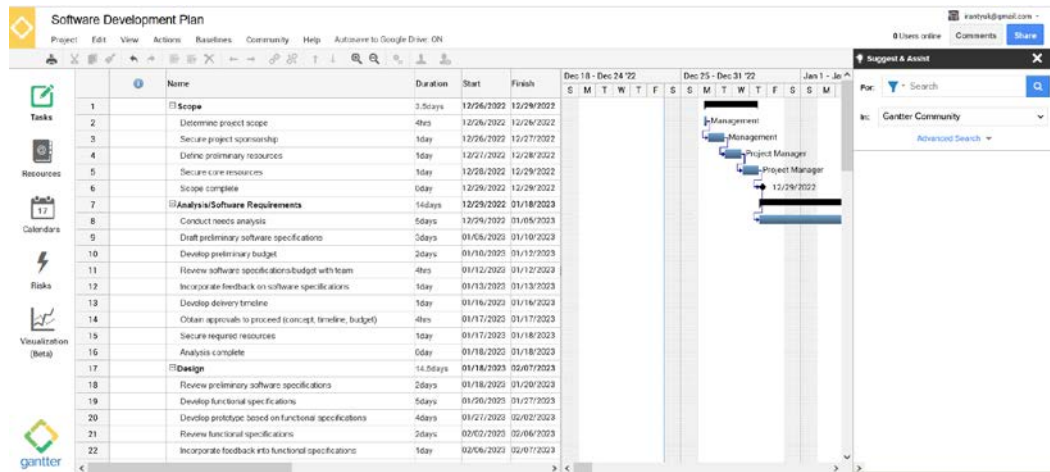 Software Development Plan
irantyuk@gmail.com
Project Edit View Actions Baselines Community Help Autosave to Google Drive: ON
0 Users online Comments Share
Suggest & Assist X
For: Search
In: Gantter Community
Advanced Search
Tasks
Resources
17
Calendars
Risks
Visualization
(Beta)
gantter
Name Duration Start Finish
Dec 18 - Dec 24 '22 Dec 25 - Dec 31 '22 Jan 1 - Ja
S M T W T F S S M T W T F S S M
1 Scope 3.5days 12/26/2022 12/29/2022
2 Determine project scope 4hrs 12/26/2022 12/26/2022 Management
3 Secure project sponsorship 1day 12/26/2022 12/27/2022 Management
4 Define preliminary resources 1day 12/27/2022 12/28/2022 Project Manager
5 Secure core resources 1day 12/28/2022 12/29/2022 Project Manager
6 Scope complete 0day 12/29/2022 12/29/2022 12/29/2022
7 Analysis/Software Requirements 14days 12/29/2022 01/18/2023
8 Conduct needs analysis 5days 12/29/2022 01/05/2023
9 Draft preliminary software specifications 3days 01/05/2023 01/10/2023
10 Develop preliminary budget 2days 01/10/2023 01/12/2023
11 Review software specifications/budget with team 4hrs 01/12/2023 01/12/2023
12 Incorporate feedback on software specifications 1day 01/13/2023 01/13/2023
13 Develop delivery timeline 1day 01/16/2023 01/16/2023
14 Obtain approvals to proceed (concept, timeline, budget) 4hrs 01/17/2023 01/17/2023
15 Secure required resources 1day 01/17/2023 01/18/2023
16 Analysis complete 0day 01/18/2023 01/18/2023
17 Design 14.5days 01/18/2023 02/07/2023
18 Review preliminary software specifications 2days 01/18/2023 01/20/2023
19 Develop functional specifications 5days 01/20/2023 01/27/2023
20 Develop prototype based on functional specifications 4days 01/27/2023 02/02/2023
21 Review functional specifications 2days 02/02/2023 02/06/2023
22 Incorporate feedback into functional specifications 1day 02/06/2023 02/07/2023